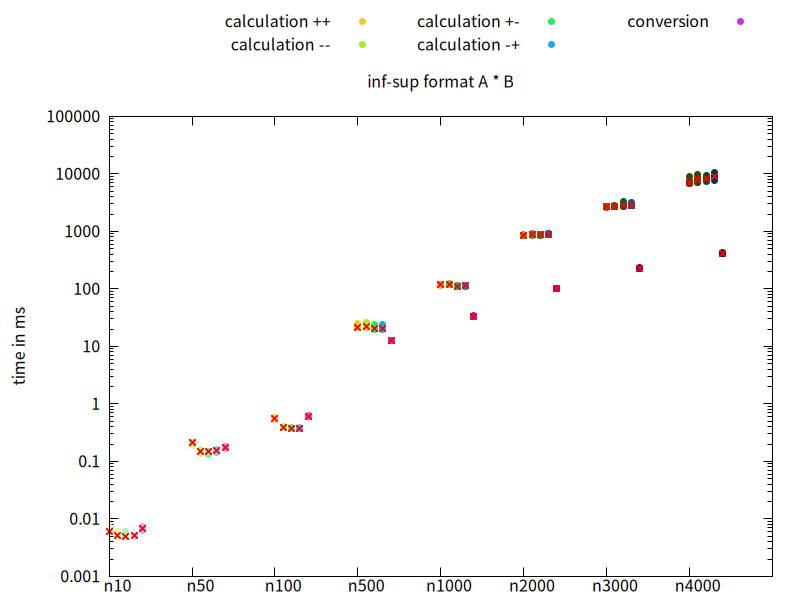 calculation ++ calculation +- conversion
calculation -- calculation -+
inf-sup format A * B
100000
10000
1000
100
10
1
0.1
0.01
0.001
time in ms
n10 n50 n100 n500 n1000 n2000 n3000 n4000